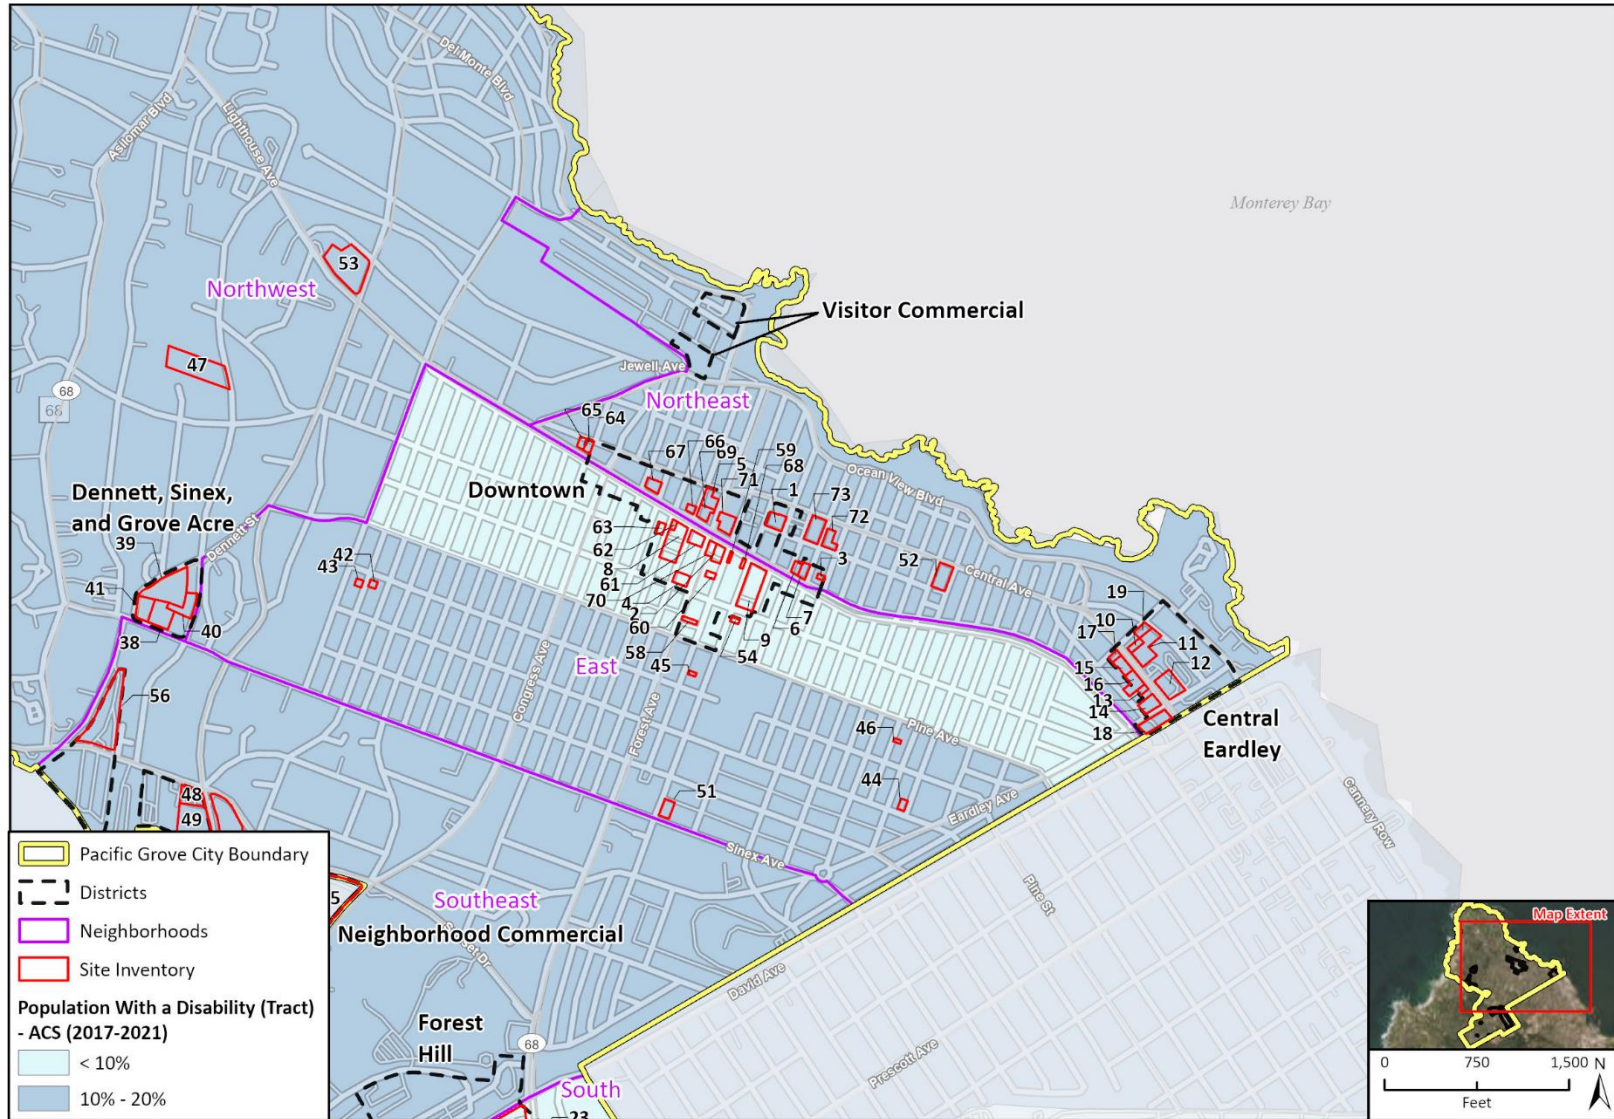 Del Monte Blvd
Asilomar Blvd
Lighthouse Ave
Monterey Bay
53
Northwest
Visitor Commercial
47
Jewell Ave
68
68
Northeast
65
64
66
59
67
69
68
5
71
1
73
72
Ocean View Blvd
Downtown
Dennett, Sinex,
and Grove Acre
39
Dennett St
63
62
8
61
70
4
2
60
58
45
54
9
6
7
3
52
Central Ave
42
43
41
40
38
19
10
17
11
12
15
16
13
14
18
East
Congress Ave
Forest Ave
56
Pine Ave
46
44
Central
Eardley
51
Eardley Ave
Sinex Ave
Cannery Row
Pine St
48
49
5
Southeast
Neighborhood Commercial
David Ave
Prescott Ave
Forest
Hill
68
South
23
Pacific Grove City Boundary
Districts
Neighborhoods
Site Inventory
Population With a Disability (Tract)
- ACS (2017-2021)
< 10%
10% - 20%
Map Extent
0 750 1,500 N
Feet